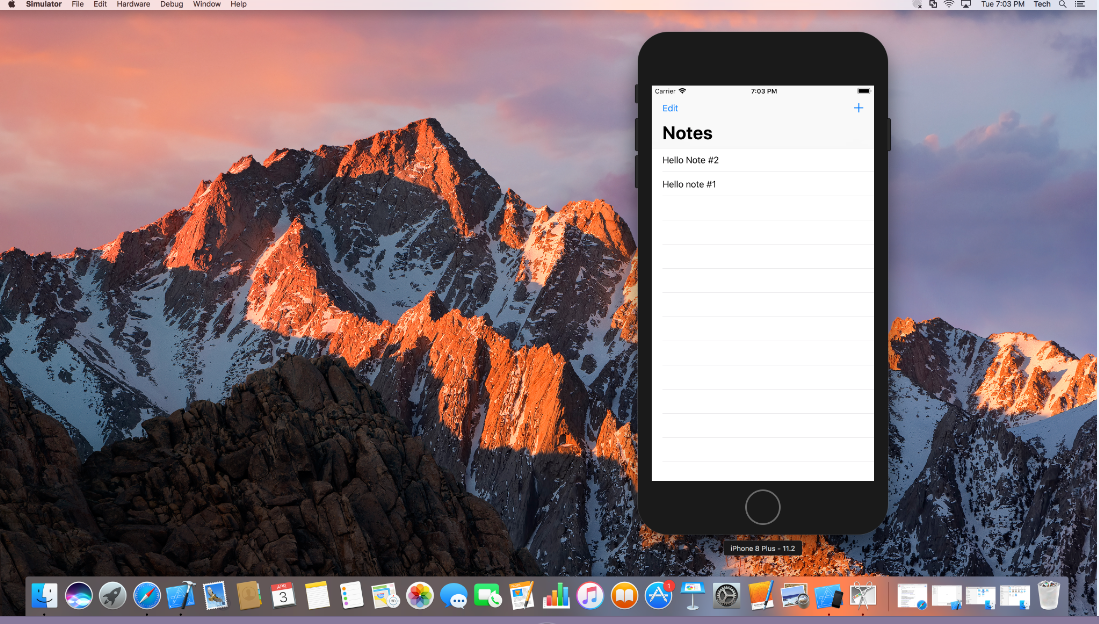 Simulator File Edit Hardware Debug Window Help Tue 7:03 PM Tech
Carrier 7:03 PM
Edit +
Notes
Hello Note #2
Hello note #1
iPhone 8 Plus - 11.2
3
1